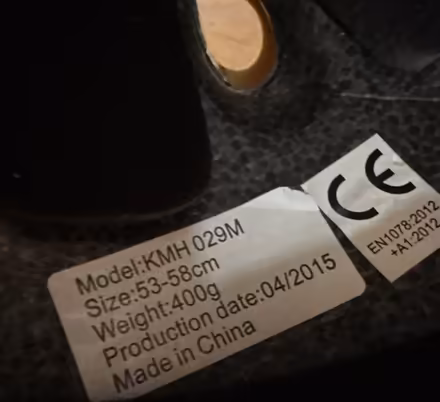 Model:KMH 029M
Size:53-58cm
Weight:400g
Production date:04/2015
Made in China
CE
EN1078:2012
+A1:2012